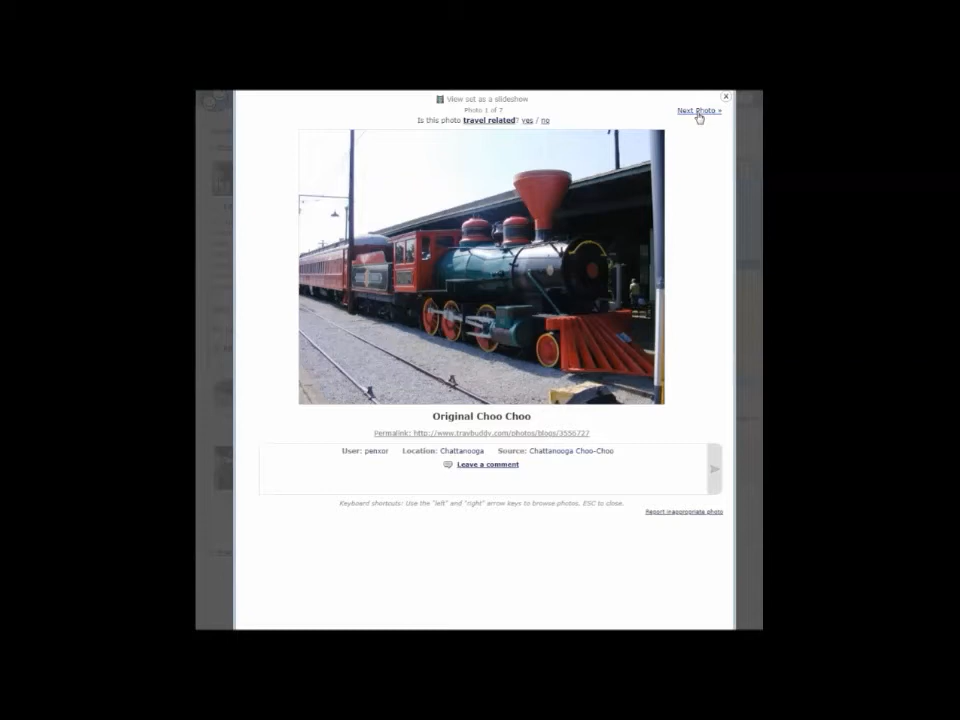 View set as a slideshow
Photo 1 of 7
Next Photo »
Is this photo travel related? yes / no
Original Choo Choo
Permalink: http://www.travbuddy.com/photos/blogs/3556727
User: penxor Location: Chattanooga Source: Chattanooga Choo-Choo
Leave a comment
Keyboard shortcuts: Use the "left" and "right" arrow keys to browse photos. ESC to close.
Report inappropriate photo